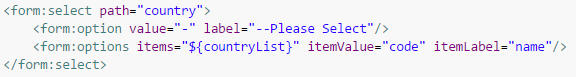 <form:select path="country">
    <form:option value="-" label="--Please Select"/>
    <form:options items="${countryList}" itemValue="code" itemLabel="name"/>
</form:select>